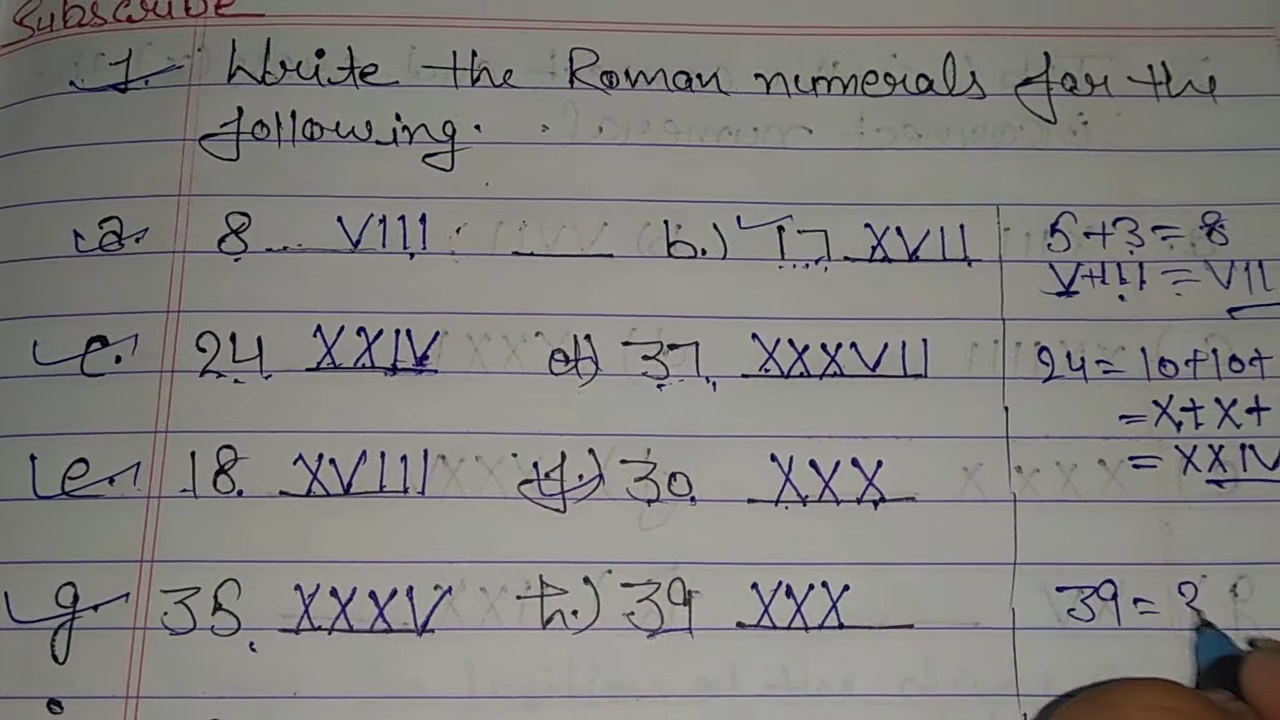 Subscribe
1. Write the Roman numerals for the
following.
a. 8 VIII b.) 17 XVII 5+3=8
V+III = VII
c. 24 XXIV d) 37. XXXVII 24=10+10+
=X+X+
e. 18. XVIII f.) 30. XXX = XXIV
g. 35. XXXV h.) 39 XXX 39=3